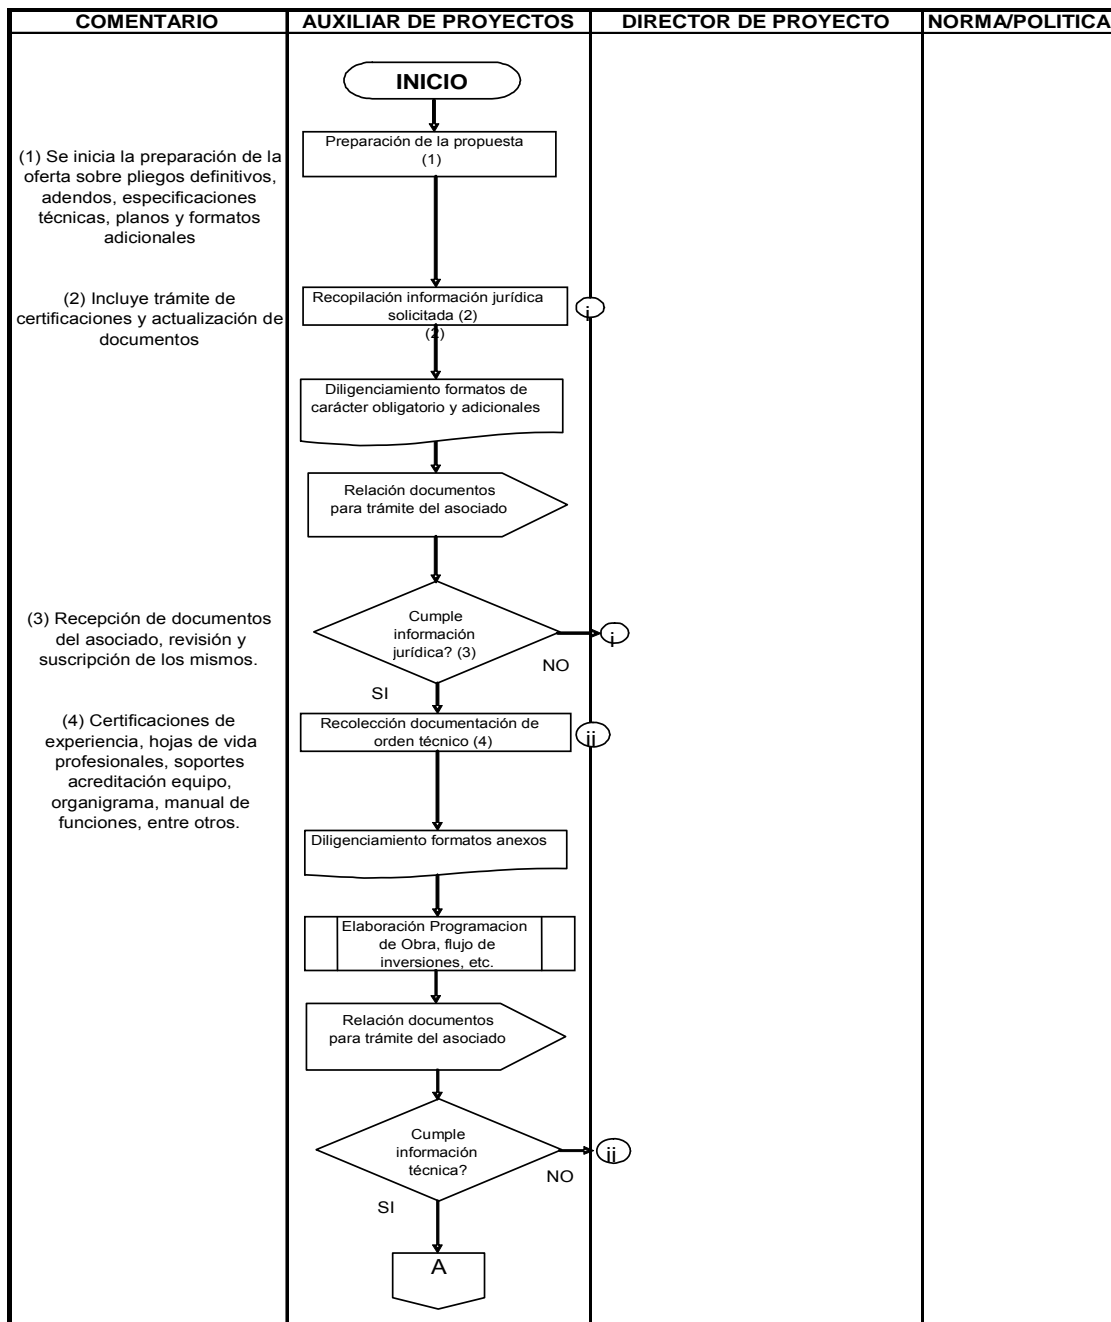 COMENTARIO
AUXILIAR DE PROYECTOS
DIRECTOR DE PROYECTO
NORMA/POLITICA
INICIO
Preparación de la propuesta
(1)
(1) Se inicia la preparación de la
oferta sobre pliegos definitivos,
adendos, especificaciones
técnicas, planos y formatos
adicionales
(2) Incluye trámite de
certificaciones y actualización de
documentos
Recopilación información jurídica
solicitada (2)
(2)
i
Diligenciamiento formatos de
carácter obligatorio y adicionales
Relación documentos
para trámite del asociado
(3) Recepción de documentos
del asociado, revisión y
suscripción de los mismos.
Cumple
información
jurídica? (3)
i
NO
SI
(4) Certificaciones de
experiencia, hojas de vida
profesionales, soportes
acreditación equipo,
organigrama, manual de
funciones, entre otros.
Recolección documentación de
orden técnico (4)
ii
Diligenciamiento formatos anexos
Elaboración Programacion
de Obra, flujo de
inversiones, etc.
Relación documentos
para trámite del asociado
Cumple
información
técnica?
ii
NO
SI
A